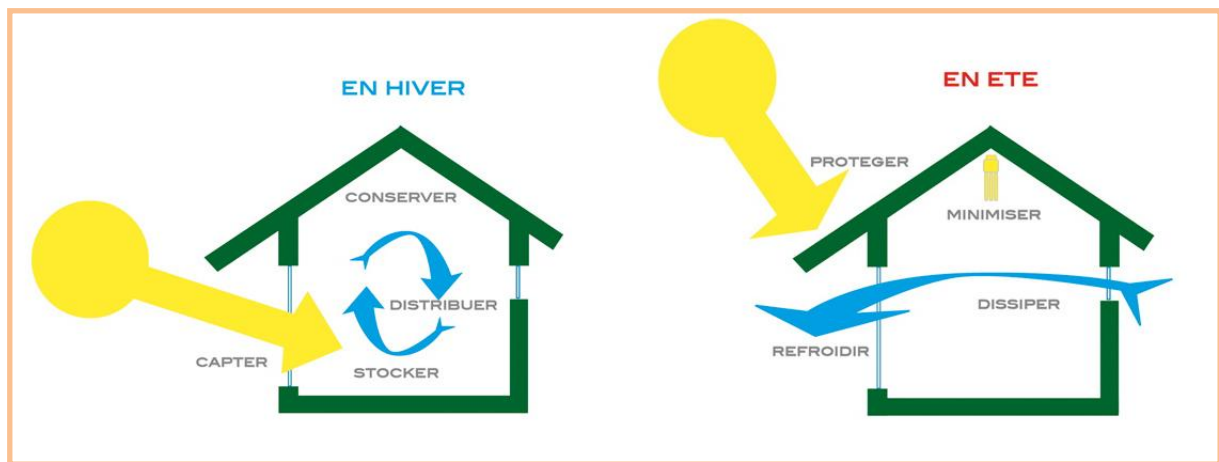 EN HIVER
CONSERVER
DISTRIBUER
CAPTER
STOCKER
EN ETE
PROTEGER
MINIMISER
DISSIPER
REFROIDIR